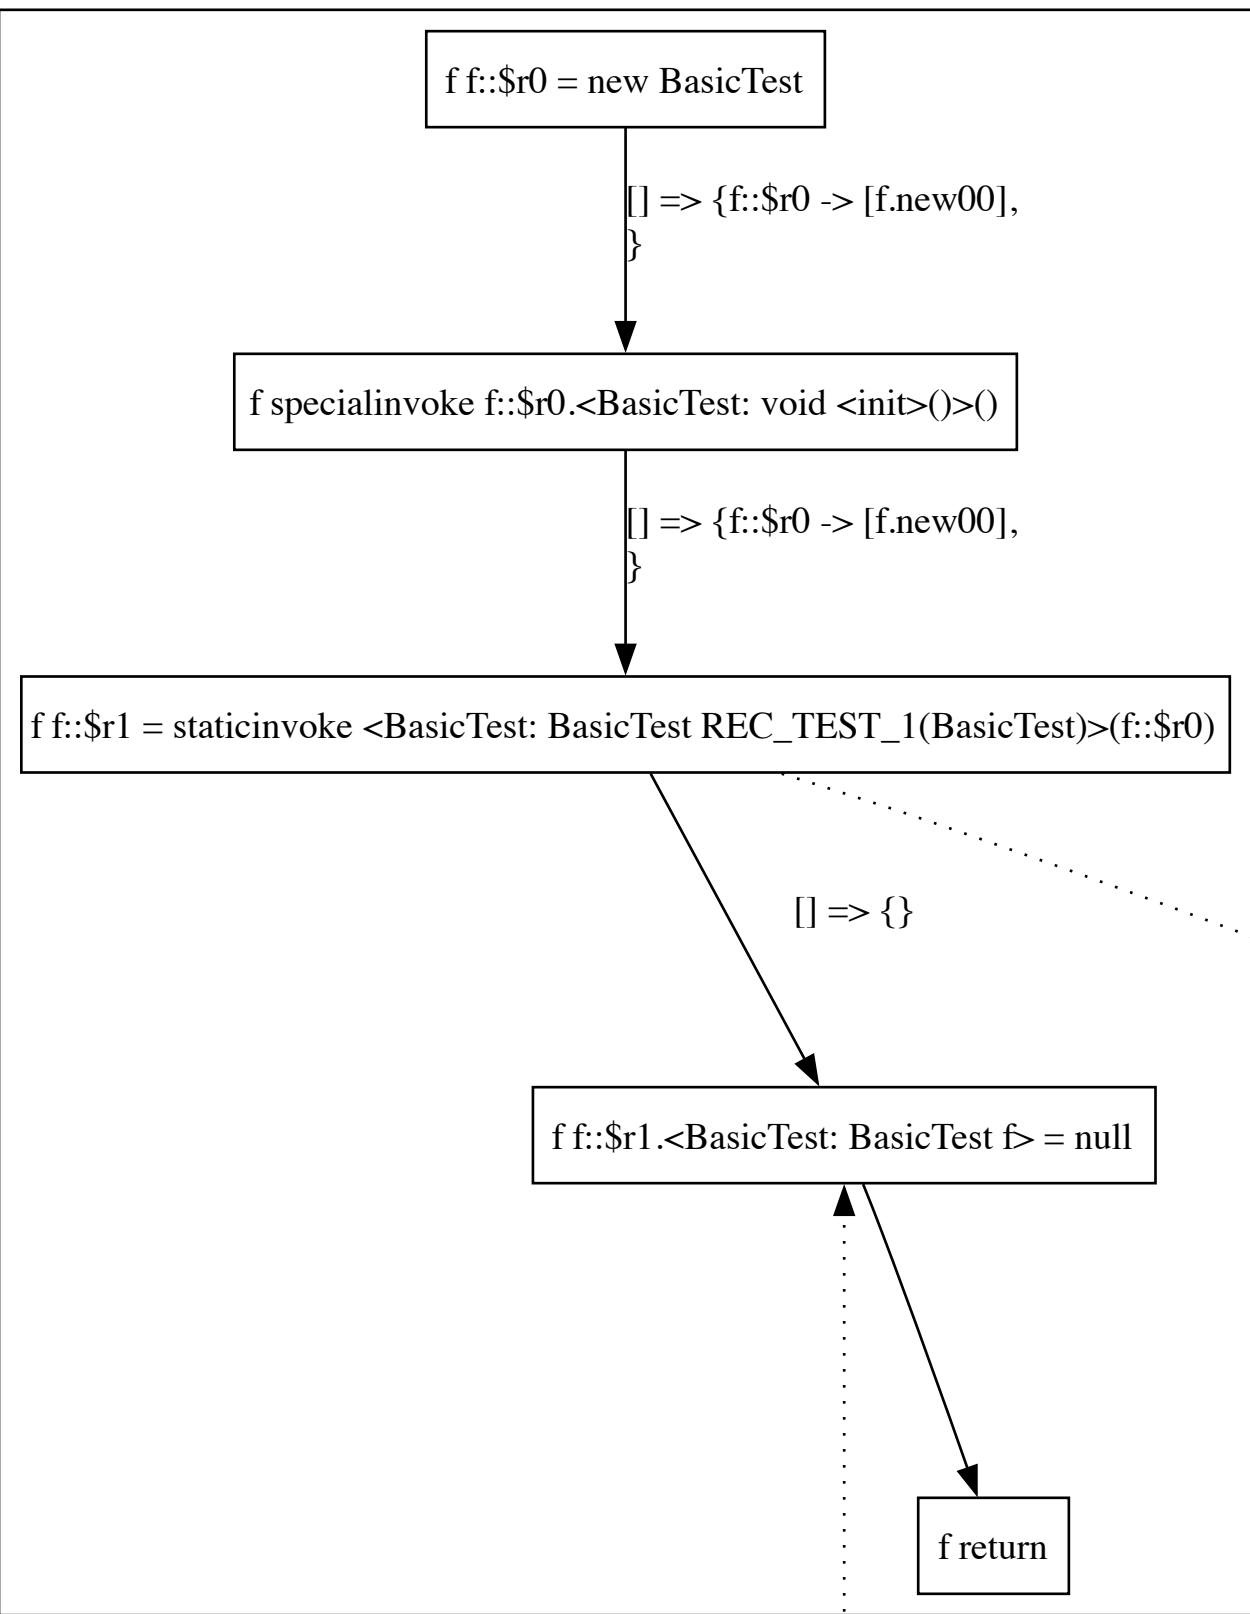 f f::$r0 = new BasicTest
[] => {f::$r0 -> [f.new00],
}
f specialinvoke f::$r0.<BasicTest: void <init>()>()
[] => {f::$r0 -> [f.new00],
}
f f::$r1 = staticinvoke <BasicTest: BasicTest REC_TEST_1(BasicTest)>(f::$r0)
[] => {}
f f::$r1.<BasicTest: BasicTest f> = null
f return